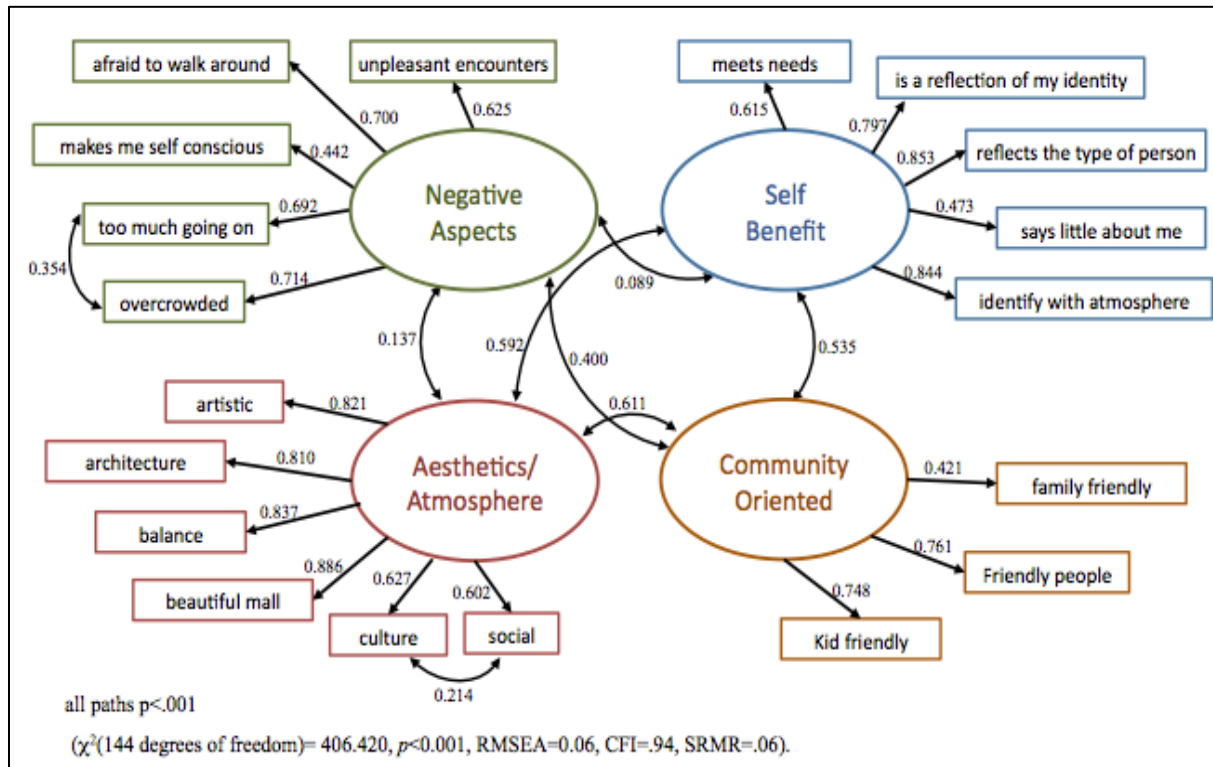 afraid to walk around
unpleasant encounters
meets needs
is a reflection of my identity
0.700
0.625
0.615
0.797
makes me self conscious
0.442
0.853
reflects the type of person
Negative
Aspects
Self
Benefit
too much going on
0.692
0.473
says little about me
0.354
overcrowded
0.714
0.089
0.844
identify with atmosphere
0.137
0.592
0.400
0.535
artistic
0.821
0.611
architecture
0.810
Aesthetics/
Atmosphere
Community
Oriented
0.421
family friendly
balance
0.837
0.761
Friendly people
beautiful mall
0.886
0.627
0.602
0.748
culture
social
Kid friendly
0.214
all paths p<.001
(χ²(144 degrees of freedom)= 406.420, p<0.001, RMSEA=0.06, CFI=.94, SRMR=.06).